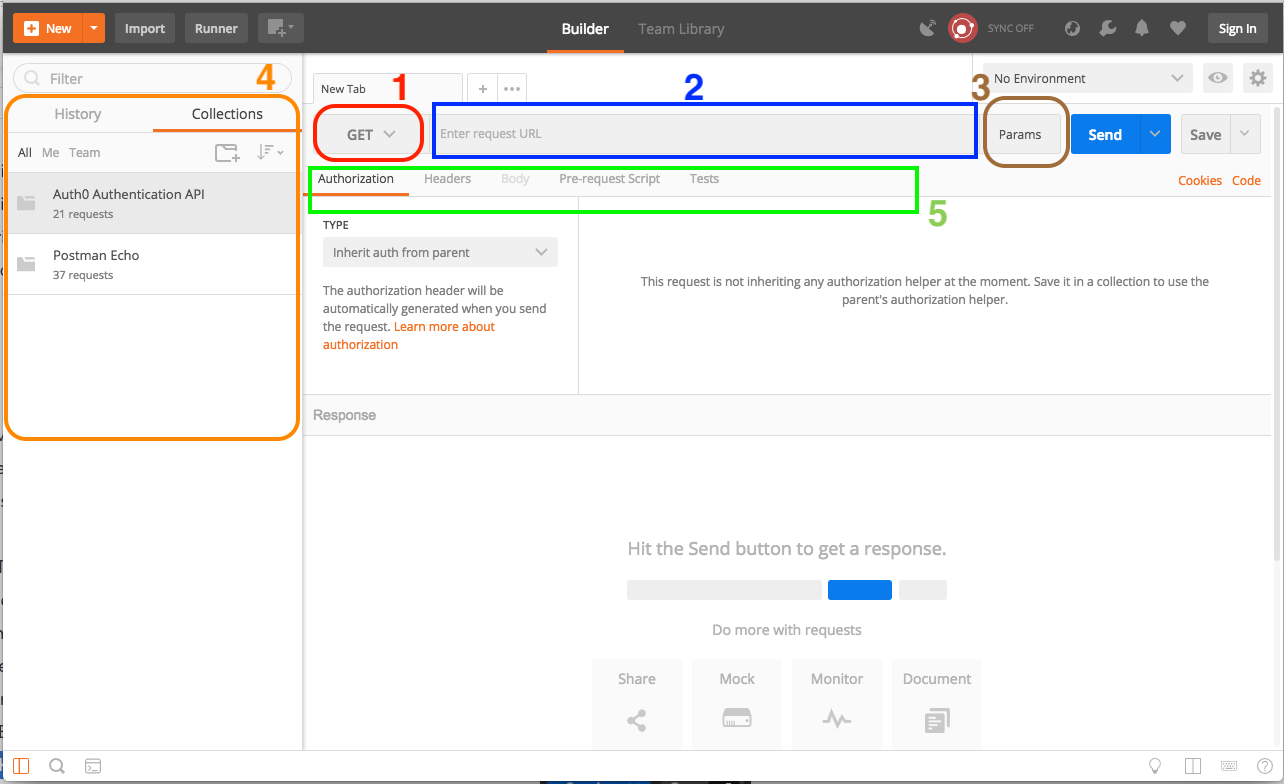 New
Import
Runner
Builder
Team Library
SYNC OFF
Sign In
Filter
4
History
Collections
All Me Team
Auth0 Authentication API
21 requests
Postman Echo
37 requests
New Tab
1
2
No Environment
3
GET
Enter request URL
Params
Send
Save
Authorization
Headers
Body
Pre-request Script
Tests
Cookies Code
5
TYPE
Inherit auth from parent
The authorization header will be
automatically generated when you send
the request. Learn more about
authorization
This request is not inheriting any authorization helper at the moment. Save it in a collection to use the
parent's authorization helper.
Response
Hit the Send button to get a response.
Do more with requests
Share
Mock
Monitor
Document